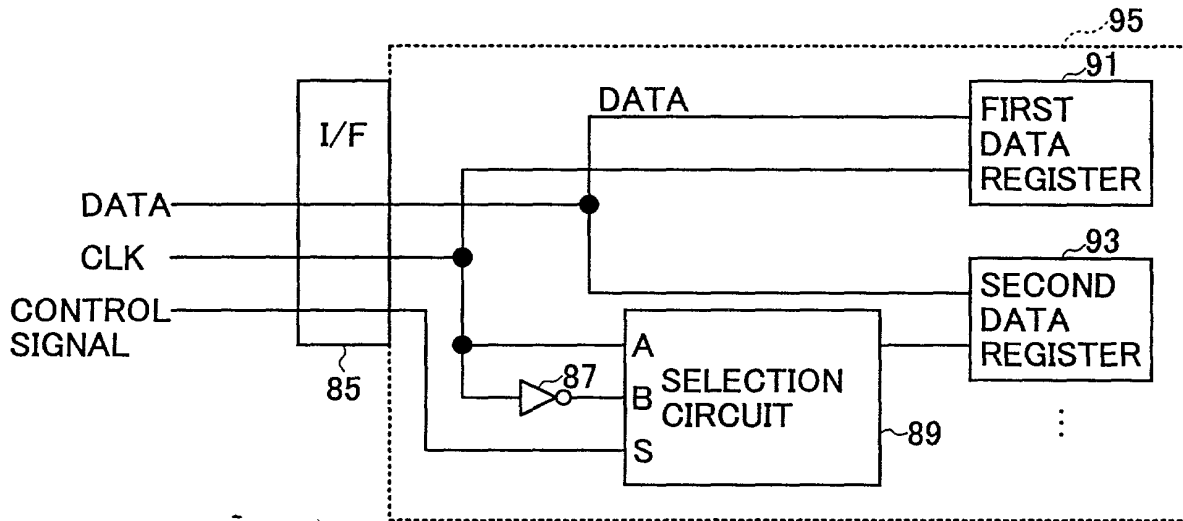 95
91
DATA
FIRST
DATA
REGISTER
I/F
DATA
CLK
93
SECOND
DATA
REGISTER
CONTROL
SIGNAL
85
A
87
B
SELECTION
CIRCUIT
S
89